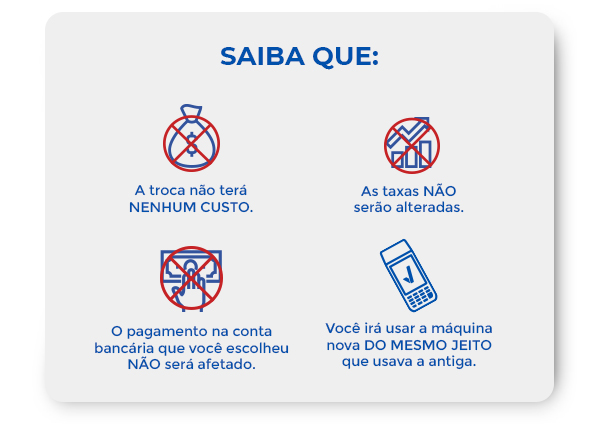 SAIBA QUE:
A troca não terá
NENHUM CUSTO.
As taxas NÃO
serão alteradas.
O pagamento na conta
bancária que você escolheu
NÃO será afetado.
Você irá usar a máquina
nova DO MESMO JEITO
que usava a antiga.